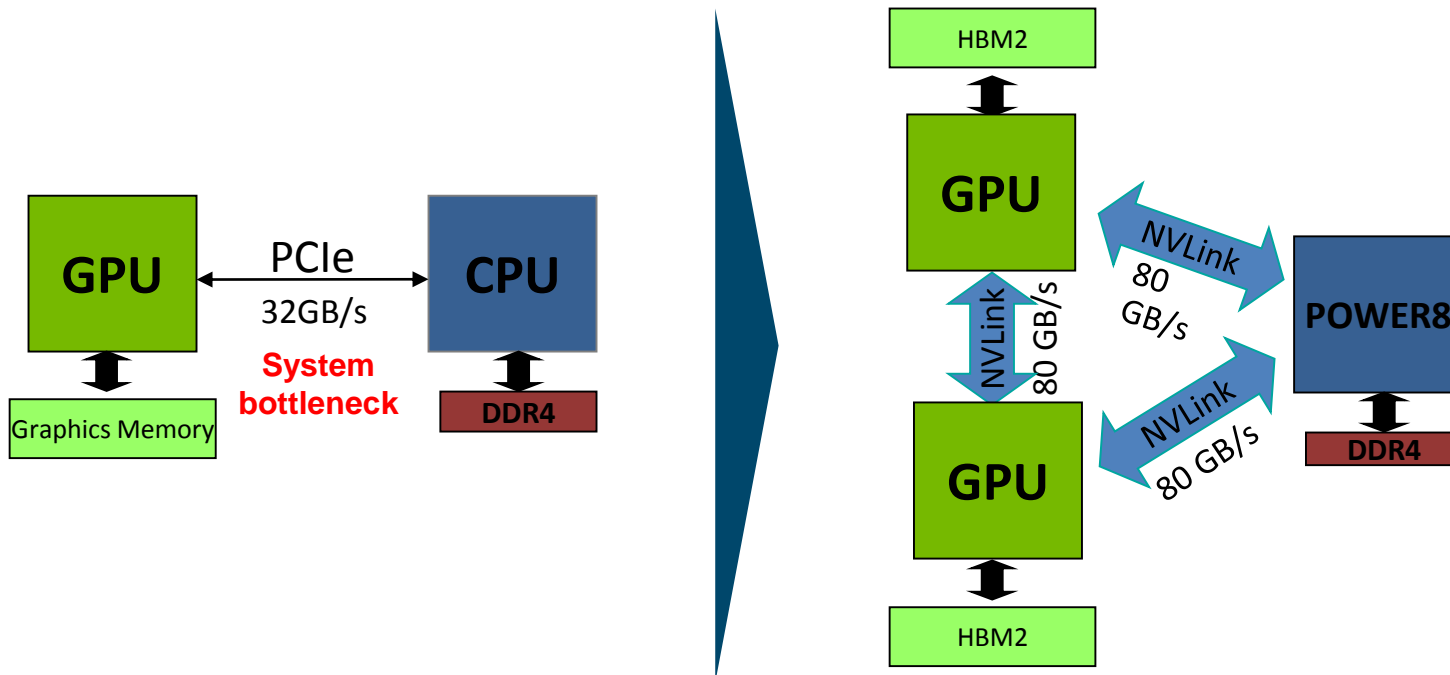 GPU
PCIe
32GB/s
System
bottleneck
CPU
Graphics Memory
DDR4
HBM2
GPU
NVLink
80
GB/s
NVLink
80 GB/s
POWER8
NVLink
80 GB/s
DDR4
GPU
HBM2